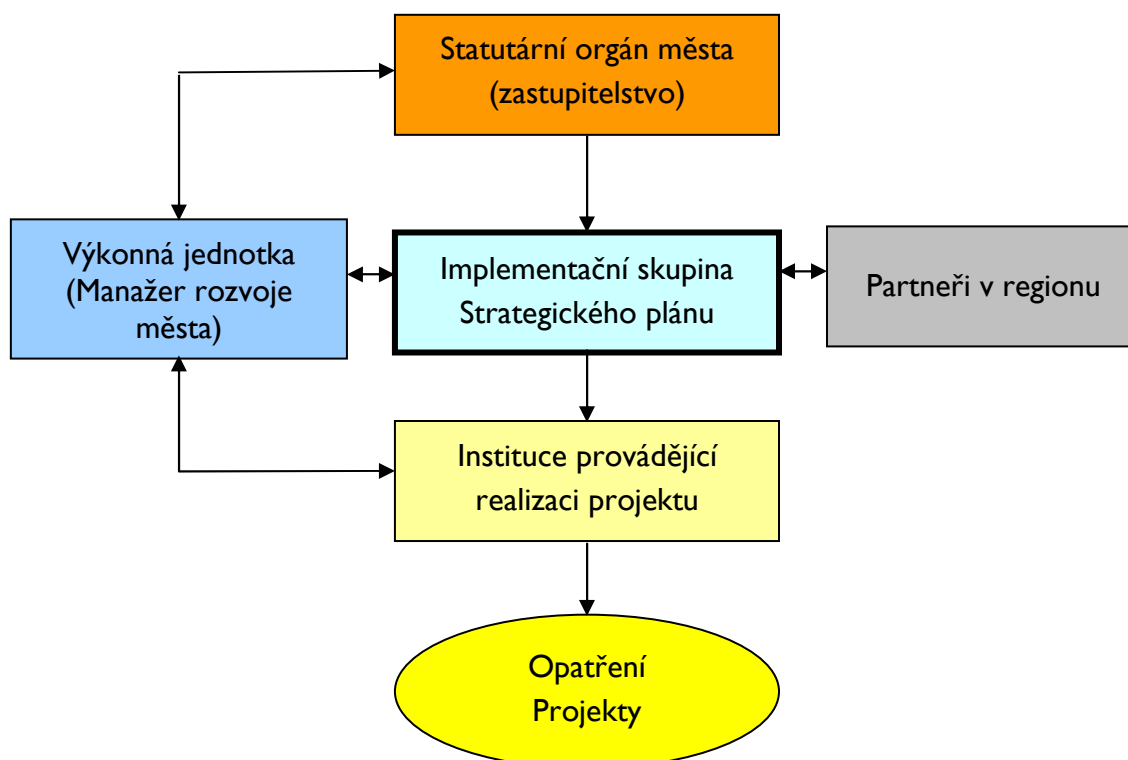 Statutární orgán města
(zastupitelstvo)
Výkonná jednotka
(Manažer rozvoje
města)
Implementační skupina
Strategického plánu
Partneři v regionu
Instituce provádějící
realizaci projektu
Opatření
Projekty